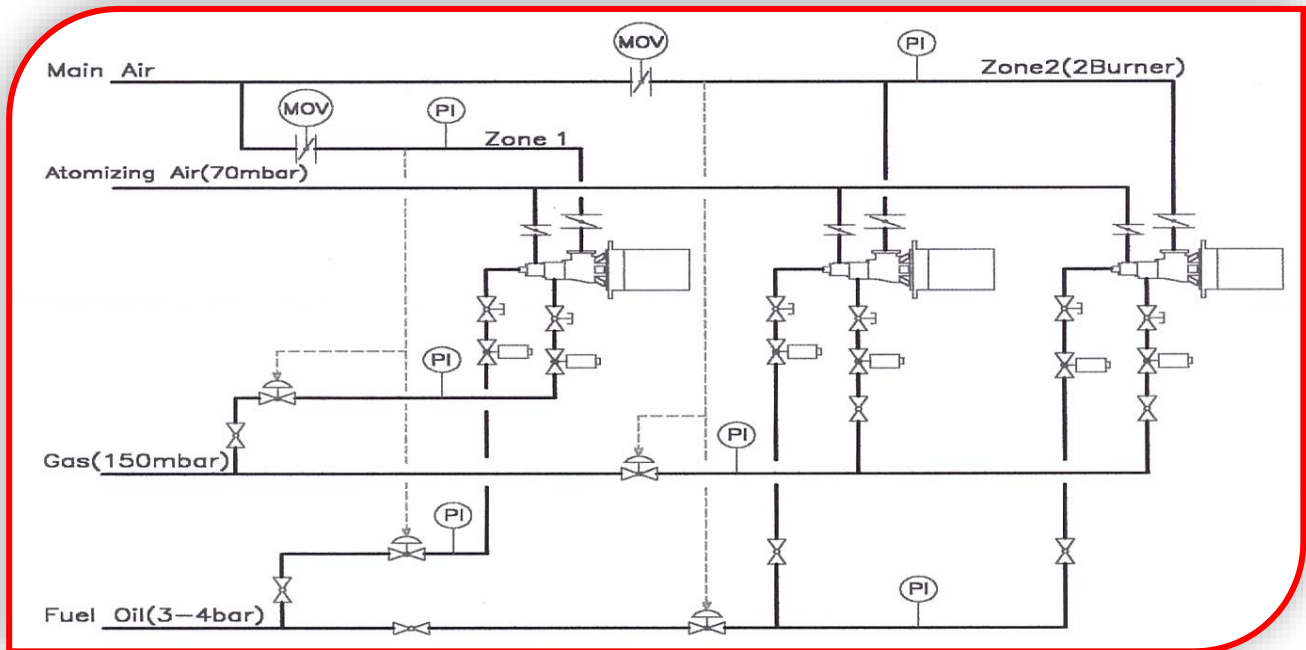 MOV
PI
Main Air
Zone2(2Burner)
MOV
PI
Zone 1
Atomizing Air(70mbar)
PI
Gas(150mbar)
PI
PI
Fuel Oil(3-4bar)
PI